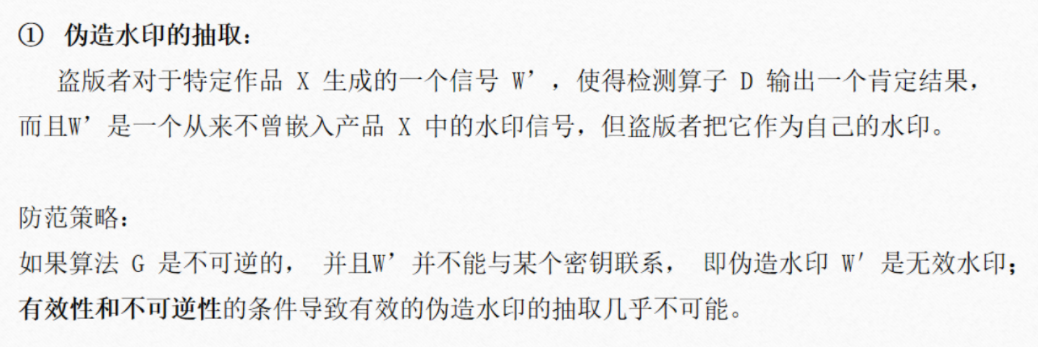 ① 伪造水印的抽取：
盗版者对于特定作品 X 生成的一个信号 W’，使得检测算子 D 输出一个肯定结果，
而且W’是一个从来不曾嵌入产品 X 中的水印信号，但盗版者把它作为自己的水印。
防范策略：
如果算法 G 是不可逆的， 并且W’并不能与某个密钥联系， 即伪造水印 W′ 是无效水印；
有效性和不可逆性的条件导致有效的伪造水印的抽取几乎不可能。